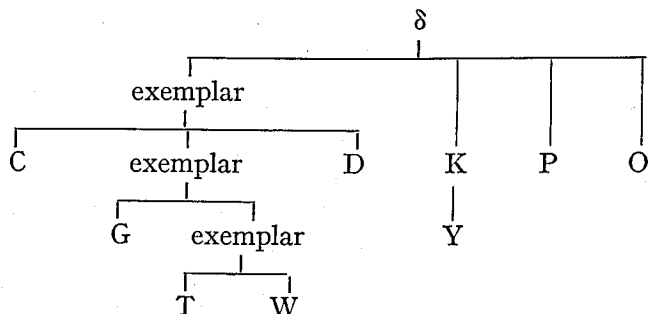 δ
exemplar
C exemplar D K P O
G exemplar Y
T W